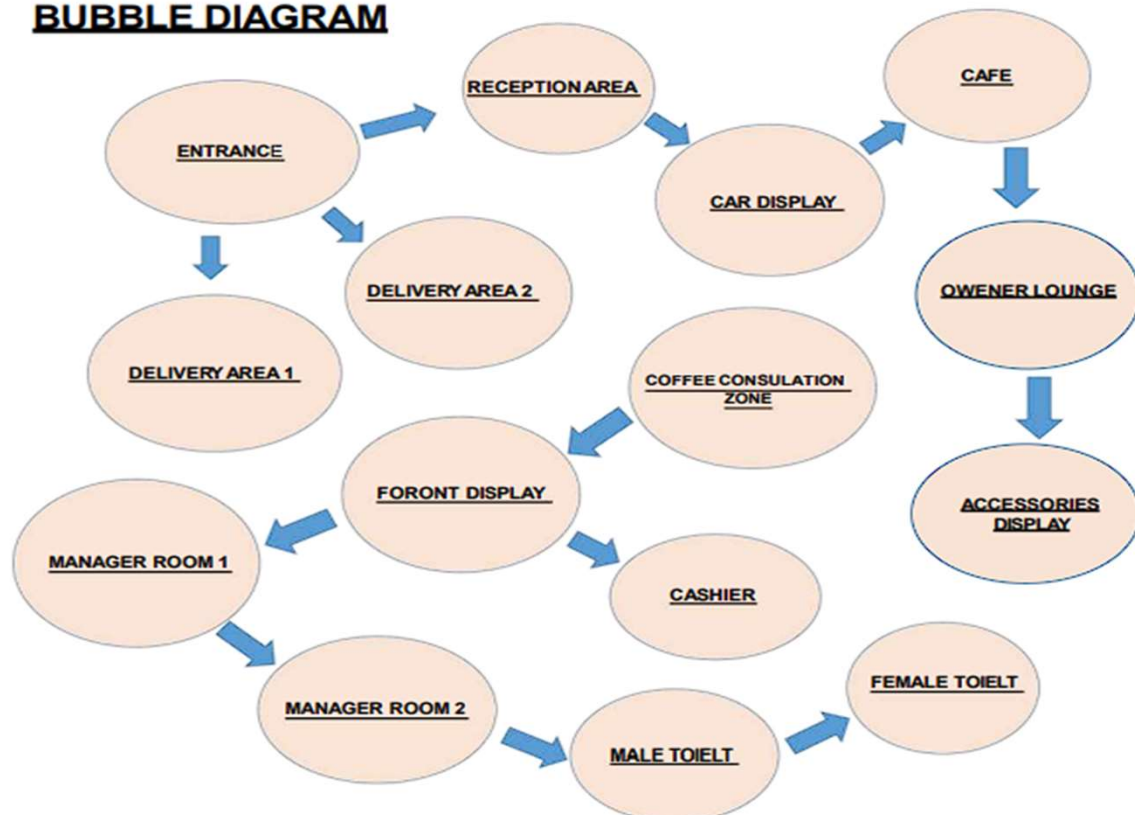 BUBBLE DIAGRAM
RECEPTION AREA
CAFE
ENTRANCE
CAR DISPLAY
DELIVERY AREA 2
OWENER LOUNGE
DELIVERY AREA 1
COFFEE CONSULATION
ZONE
FORONT DISPLAY
ACCESSORIES
DISPLAY
MANAGER ROOM 1
CASHIER
FEMALE TOIELT
MANAGER ROOM 2
MALE TOIELT